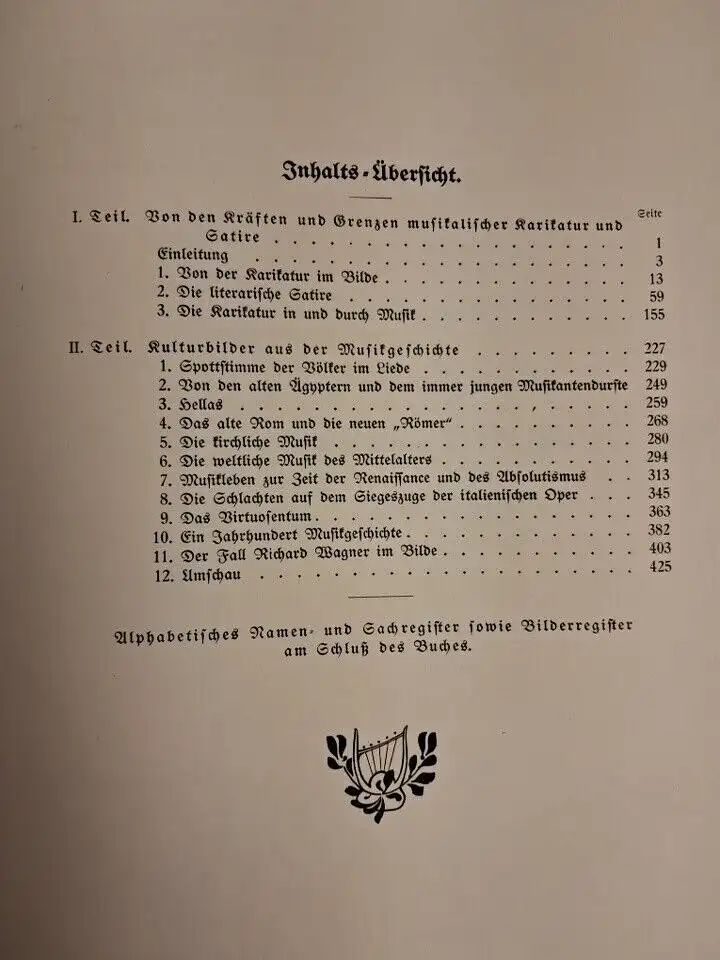 Inhalts-Übersicht.
Seite
I. Teil. Von den Kräften und Grenzen musikalischer Karikatur und
Satire . . . . . . . . . . . . . . . . . . . . 1
Einleitung . . . . . . . . . . . . . . . . . . . . 3
1. Von der Karikatur im Bilde . . . . . . . . . . . . . 13
2. Die literarische Satire . . . . . . . . . . . . . . 59
3. Die Karikatur in und durch Musik . . . . . . . . . . . 155
II. Teil. Kulturbilder aus der Musikgeschichte . . . . . . . . . 227
1. Spottstimme der Völker im Liede . . . . . . . . . . . 229
2. Von den alten Ägyptern und dem immer jungen Musikantendurste 249
3. Hellas . . . . . . . . . . . . . . . . . . . . 259
4. Das alte Rom und die neuen „Römer“ . . . . . . . . . 268
5. Die kirchliche Musik . . . . . . . . . . . . . . . 280
6. Die weltliche Musik des Mittelalters . . . . . . . . . . 294
7. Musikleben zur Zeit der Renaissance und des Absolutismus . . 313
8. Die Schlachten auf dem Siegeszuge der italienischen Oper . . . 345
9. Das Virtuosentum . . . . . . . . . . . . . . . . 363
10. Ein Jahrhundert Musikgeschichte . . . . . . . . . . . . 382
11. Der Fall Richard Wagner im Bilde . . . . . . . . . . 403
12. Umschau . . . . . . . . . . . . . . . . . . . 425
Alphabetisches Namen- und Sachregister sowie Bilderregister
am Schluß des Buches.